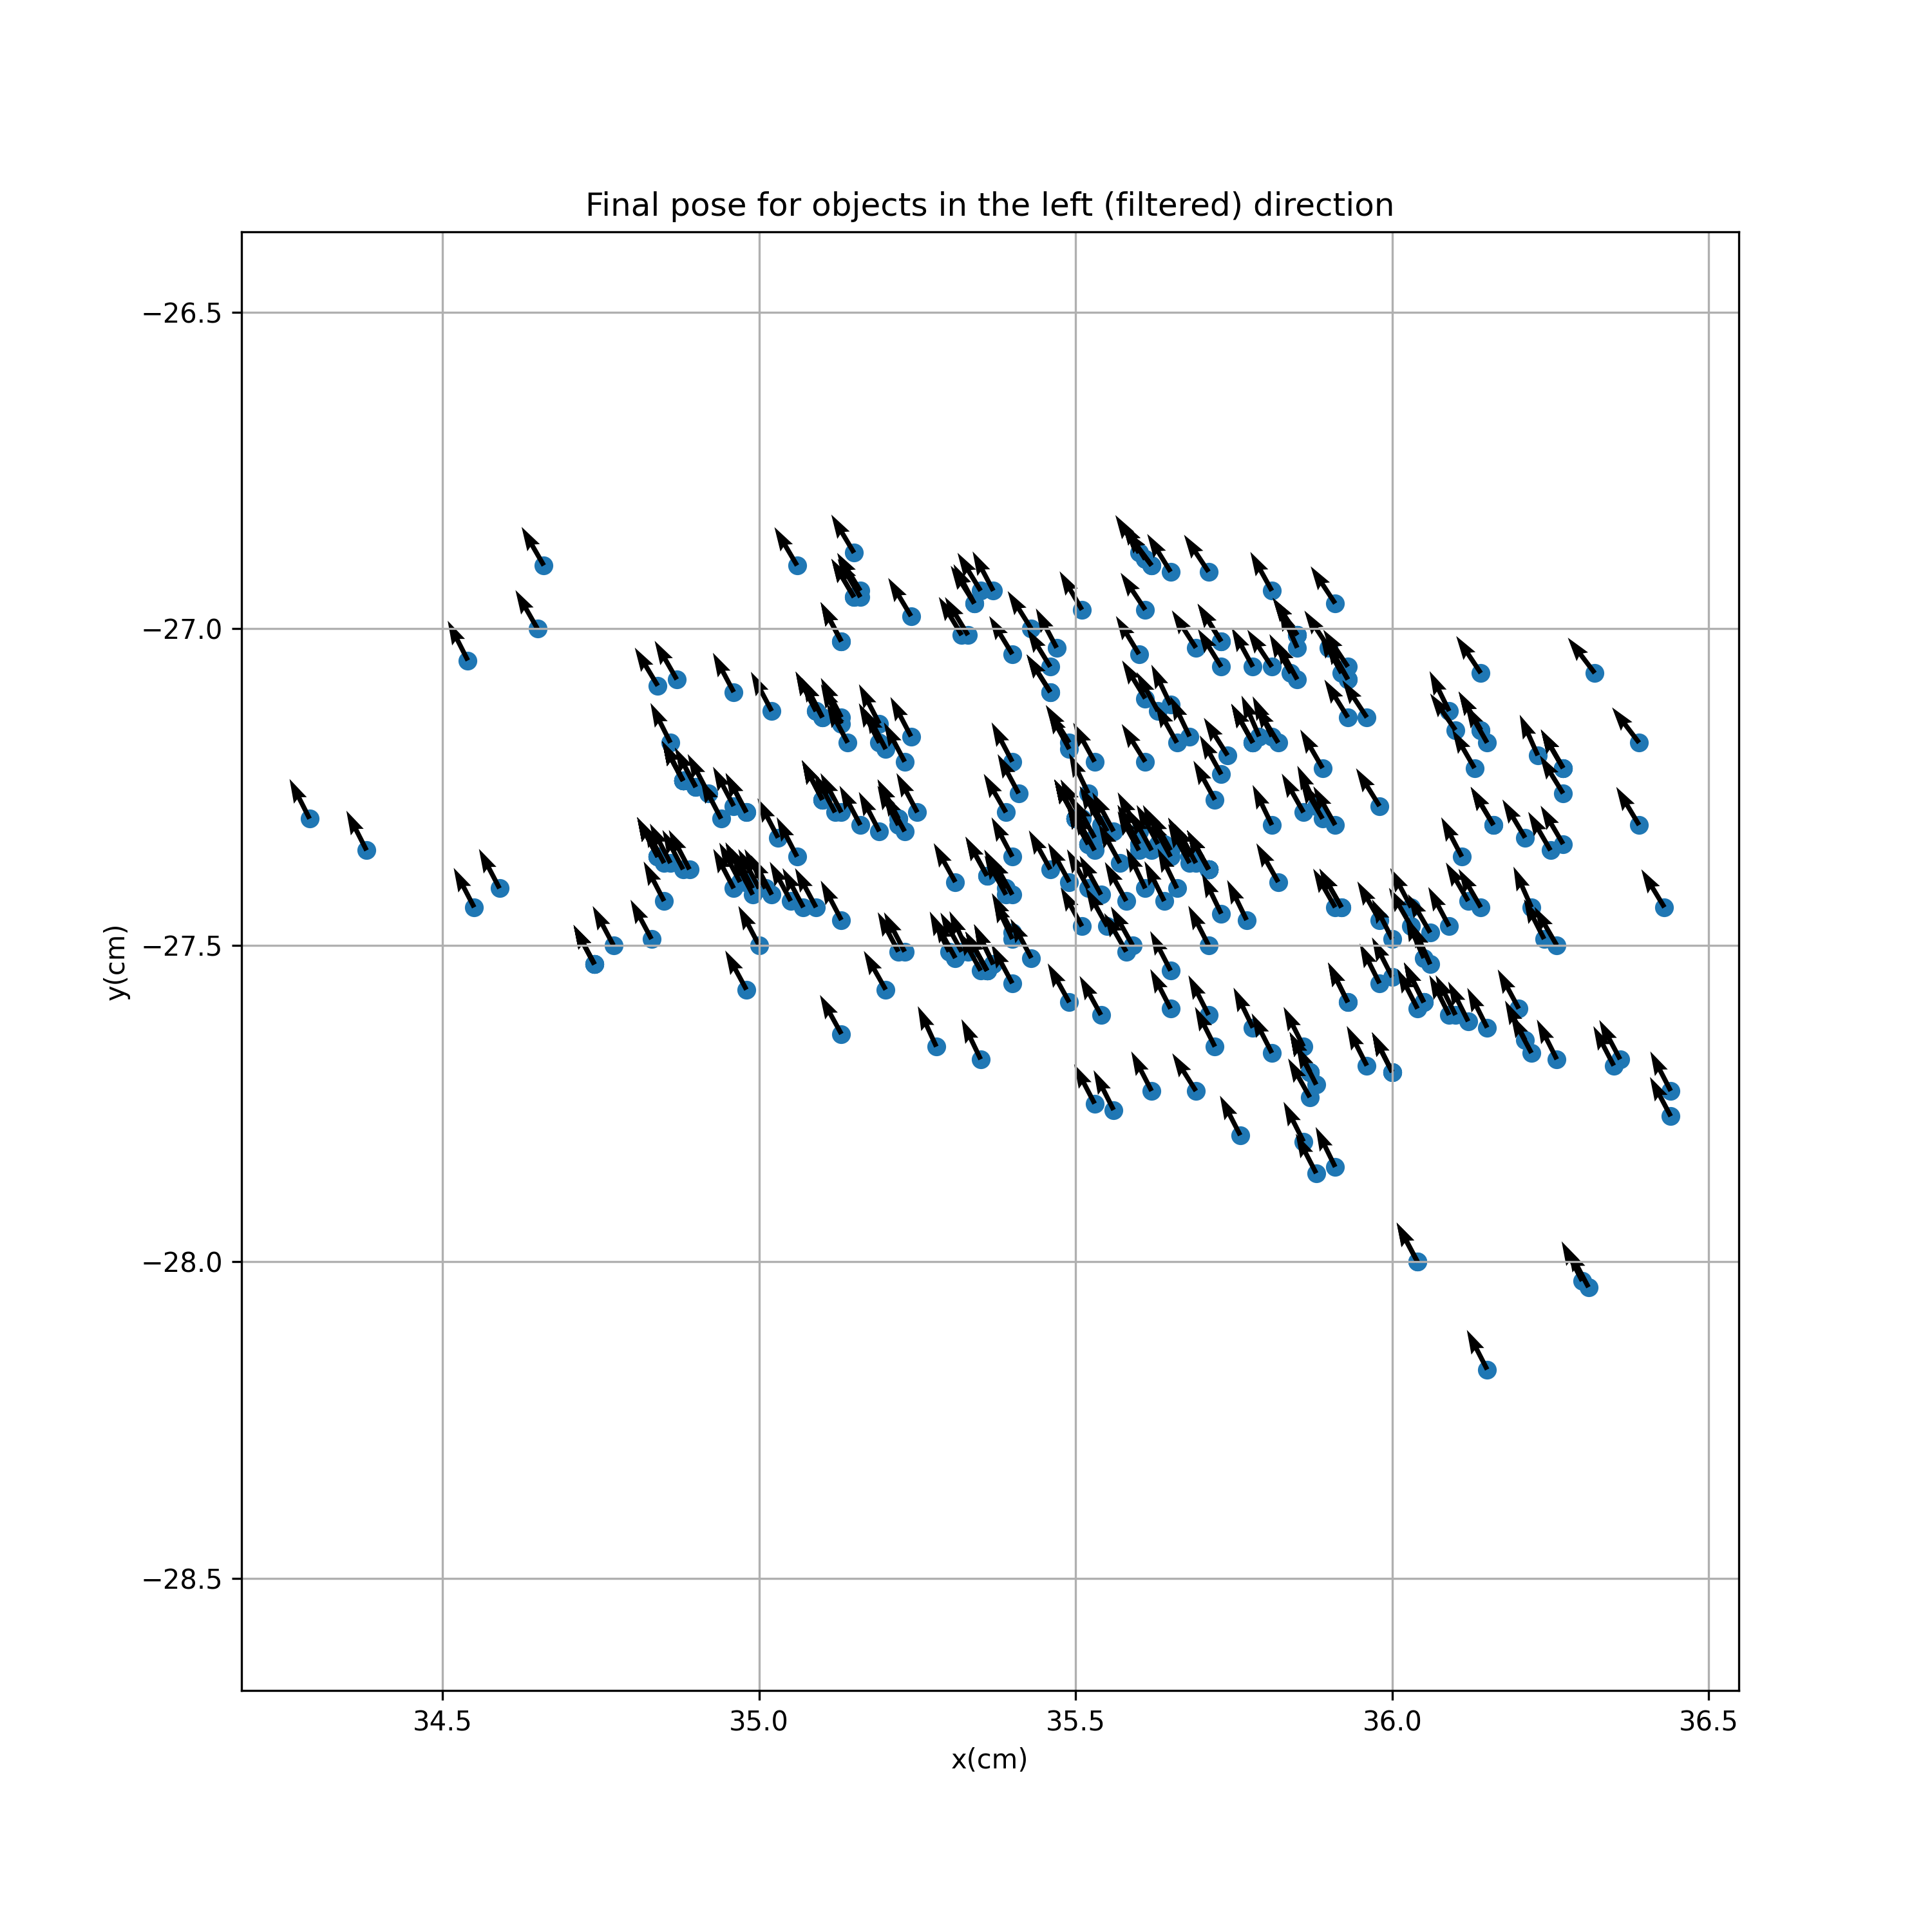 Final pose for objects in the left (filtered) direction
−26.5
−27.0
−27.5
−28.0
−28.5
y(cm)
34.5 35.0 35.5 36.0 36.5
x(cm)